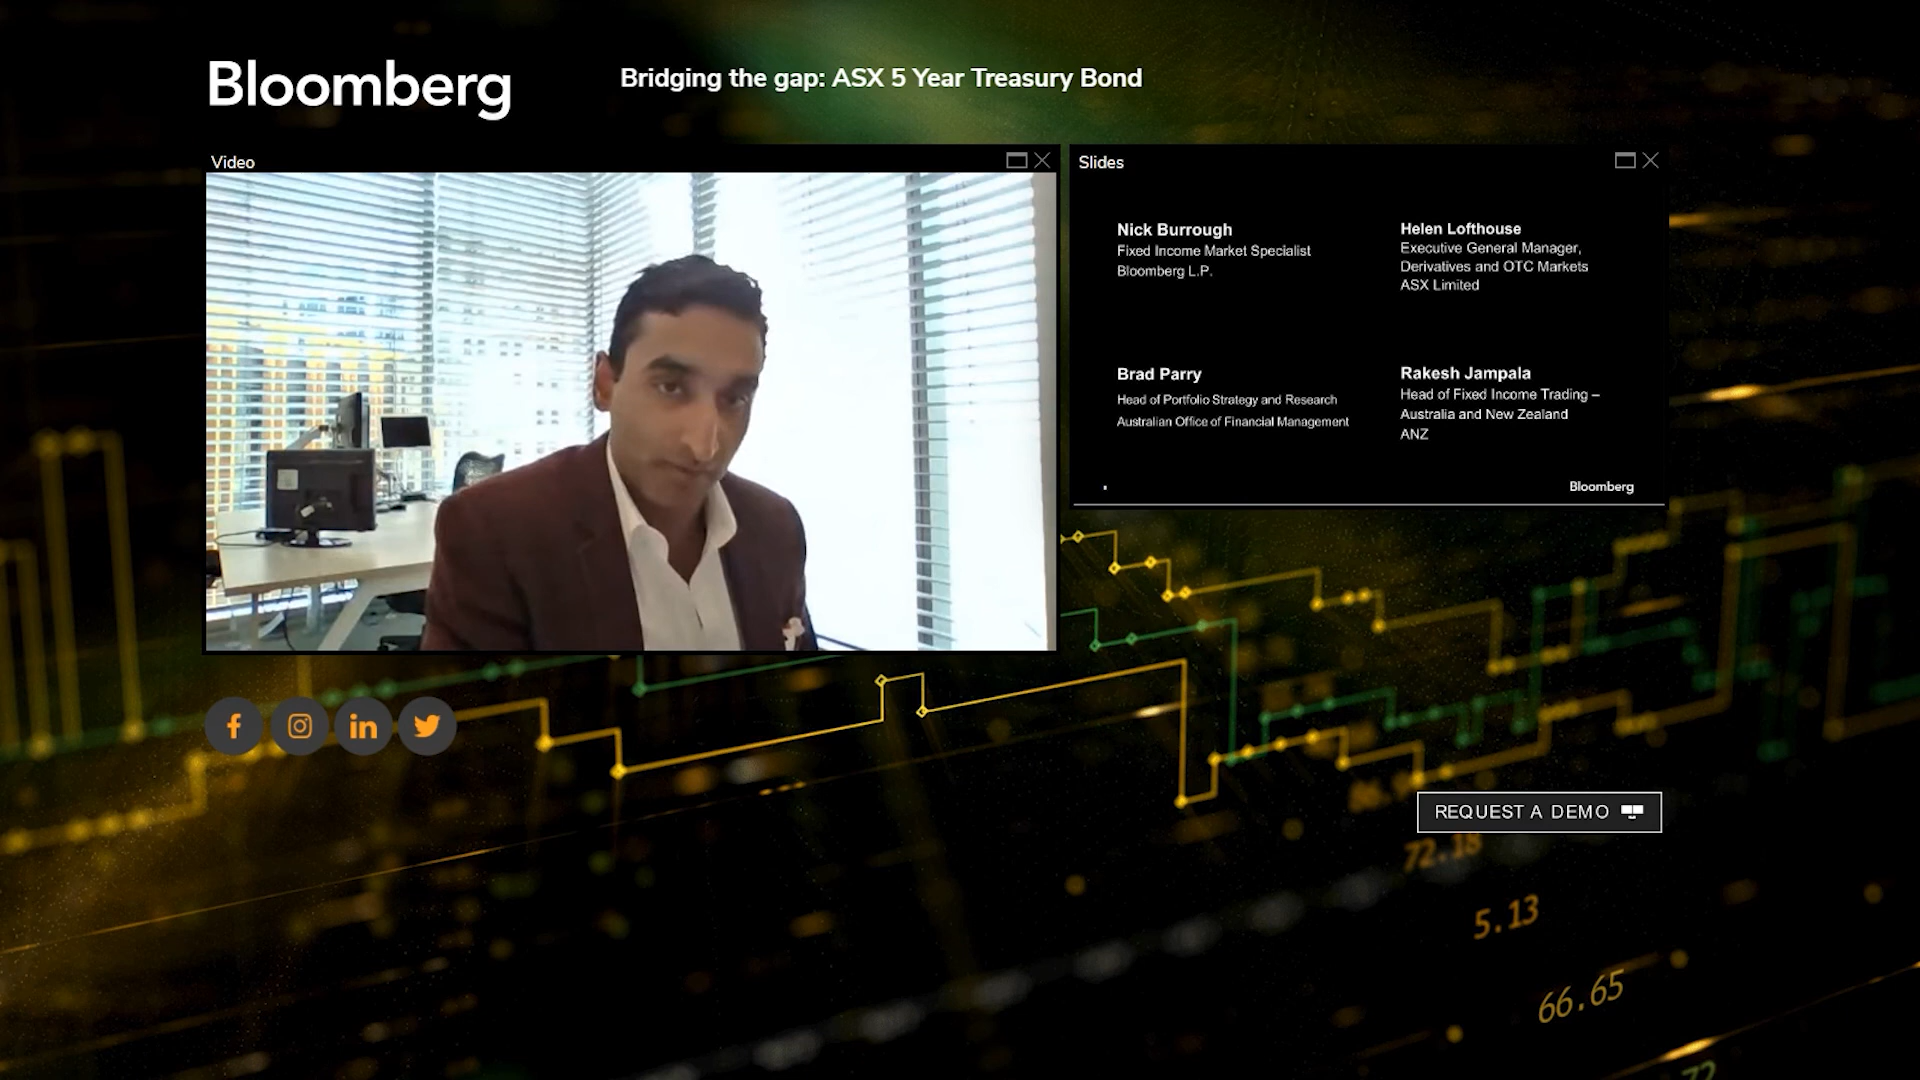 Bloomberg
Bridging the gap: ASX 5 Year Treasury Bond
Video
Slides
Nick Burrough
Fixed Income Market Specialist
Bloomberg L.P.
Helen Lofthouse
Executive General Manager,
Derivatives and OTC Markets
ASX Limited
Brad Parry
Head of Portfolio Strategy and Research
Australian Office of Financial Management
Rakesh Jampala
Head of Fixed Income Trading –
Australia and New Zealand
ANZ
Bloomberg
REQUEST A DEMO
72.18
5.13
66.65
72